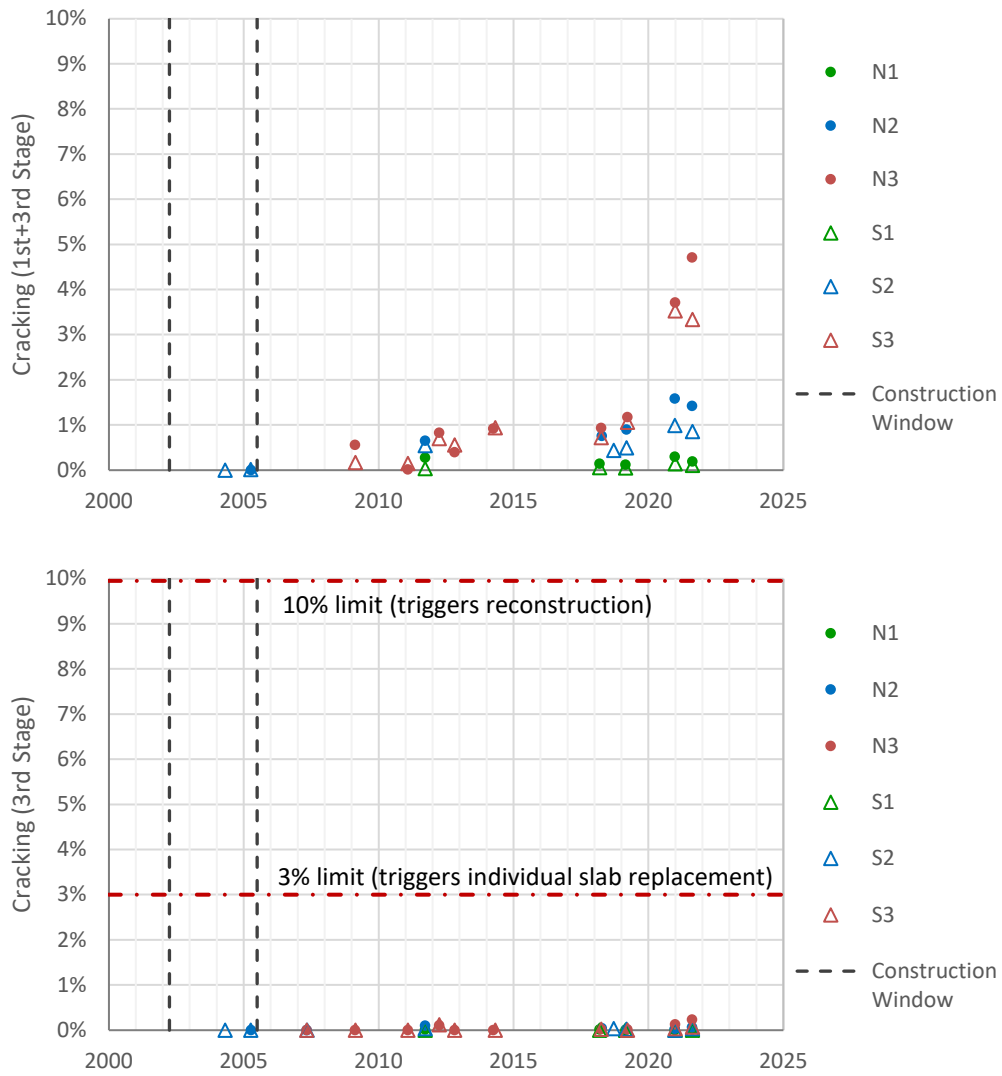 10%
9%
8%
7%
6%
5%
4%
3%
2%
1%
0%
Cracking (1st+3rd Stage)
2000 2005 2010 2015 2020 2025
N1
N2
N3
S1
S2
S3
Construction
Window
10%
9%
8%
7%
6%
5%
4%
3%
2%
1%
0%
Cracking (3rd Stage)
10% limit (triggers reconstruction)
3% limit (triggers individual slab replacement)
2000 2005 2010 2015 2020 2025
N1
N2
N3
S1
S2
S3
Construction
Window